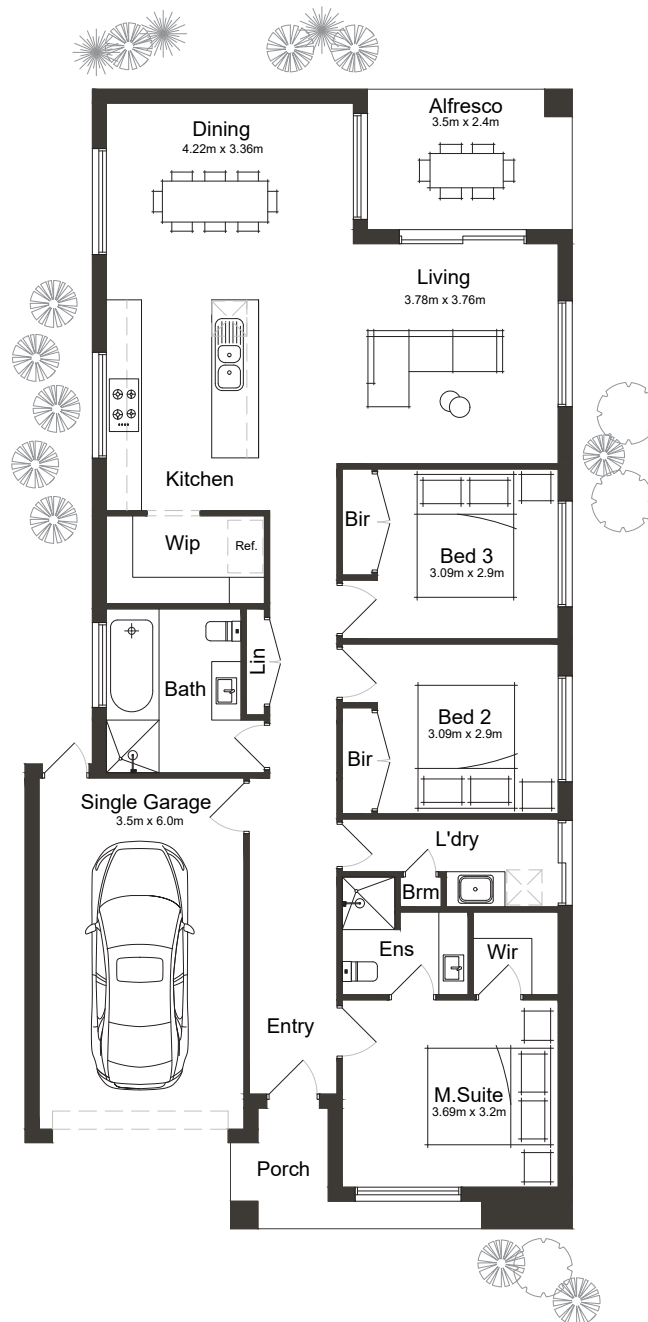 Alfresco
3.5m x 2.4m
Dining
4.22m x 3.36m
Living
3.78m x 3.76m
Kitchen
Bir
Wip
Ref.
Bed 3
3.09m x 2.9m
Lin
Bath
Bed 2
3.09m x 2.9m
Bir
Single Garage
3.5m x 6.0m
L'dry
Brm
Ens
Wir
Entry
M.Suite
3.69m x 3.2m
Porch